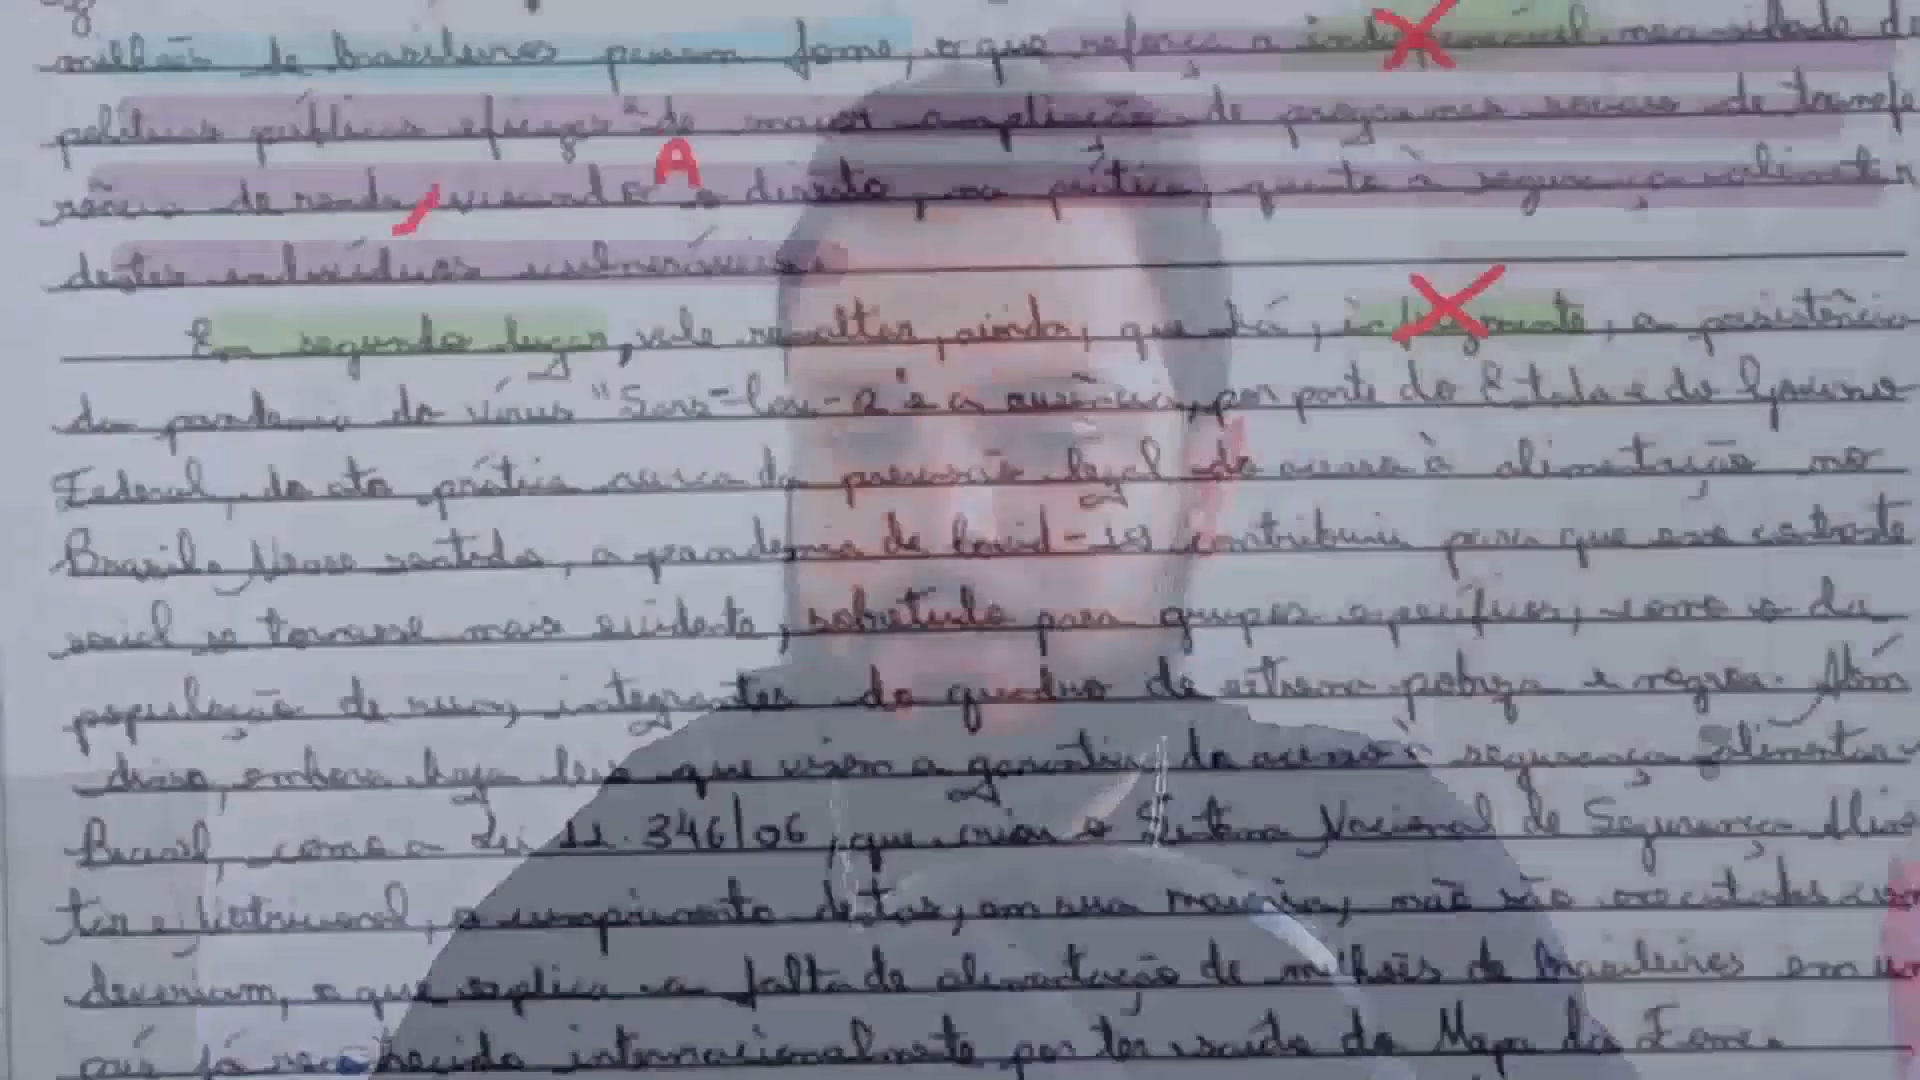 milhões de brasileiros passam fome, o que reforça a necessidade de
políticas públicas eficazes de maior ampliação de programas sociais de transfe
rência de renda, visando A o direito, na prática, quanto à segurança alimentar
destes indivíduos vulneráveis.
Em segundo lugar, vale ressaltar, ainda, que há, infelizmente, a persistência
da pandemia do vírus "Sars-Cov-2" e a ausência, por parte do Estado e do Governo
Federal, do ato prático acerca da previsão legal do acesso à alimentação no
Brasil. Nesse sentido, a pandemia de Covid-19 contribuiu para que esse contraste
social se tornasse mais evidente, sobretudo para grupos específicos, como o da
população de rua, integrantes do quadro de extrema pobreza e negros. Além
disso, embora haja leis que visem a garantia do acesso à segurança alimentar
Brasil, como a Lei 11.346/06, que criou o Sistema Nacional de Segurança Alimen
tar e Nutricional, o cumprimento destas, em sua maioria, não são executadas com
deveriam, o que explica a falta de alimentação de milhões de brasileiros em um
país já reconhecido internacionalmente por ter saído do Mapa da Fome.